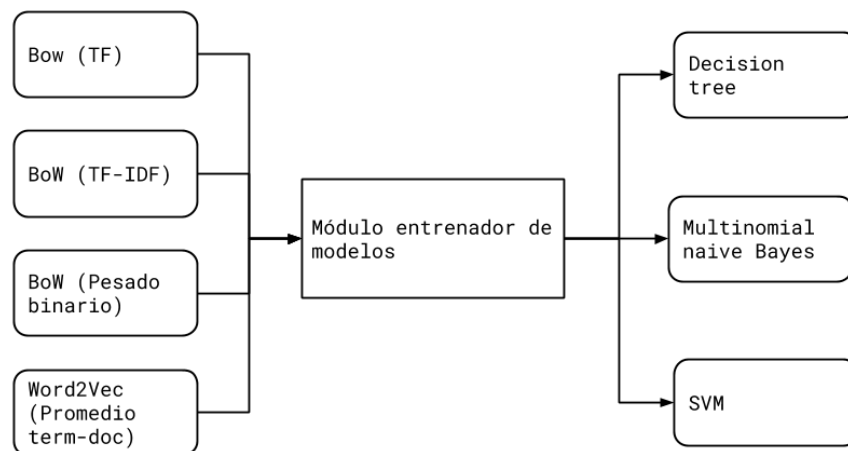 Bow (TF)
BoW (TF-IDF)
BoW (Pesado
binario)
Word2Vec
(Promedio
term-doc)
Módulo entrenador de
modelos
Decision
tree
Multinomial
naive Bayes
SVM